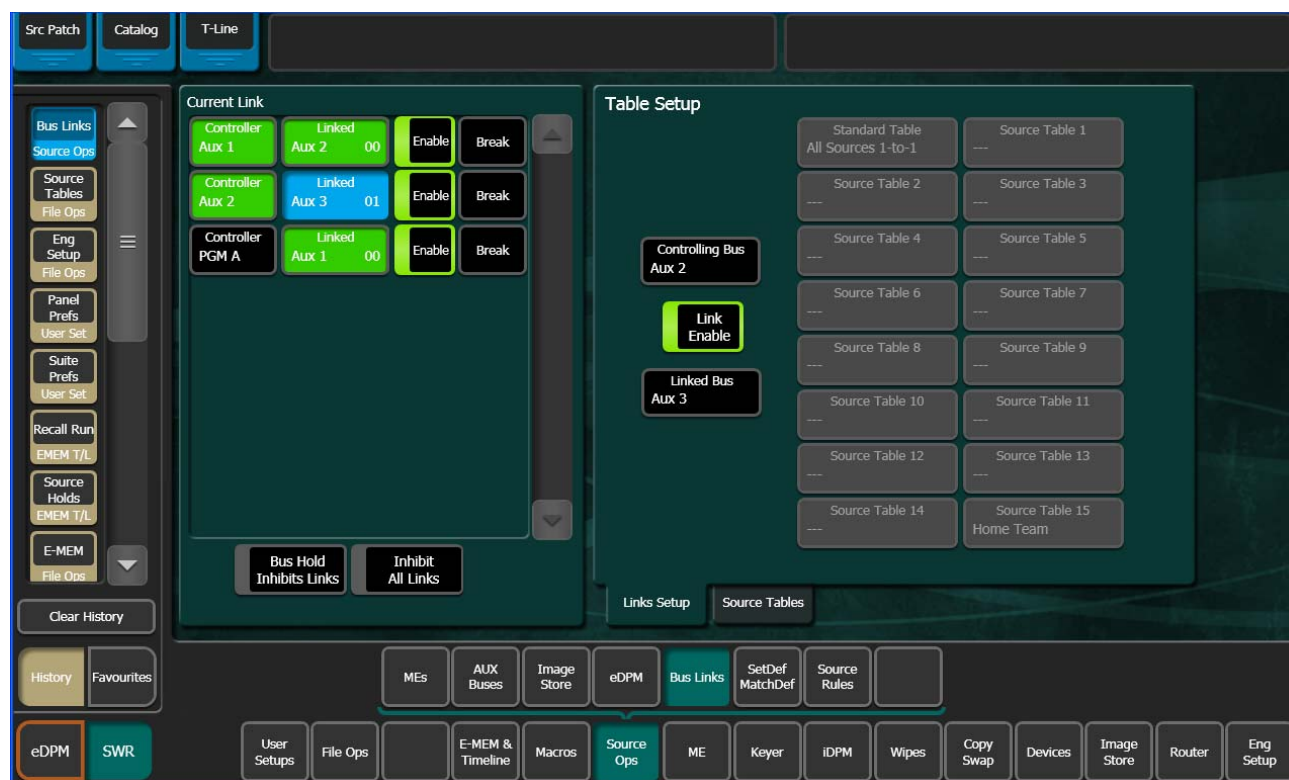 Src Patch
Catalog
T-Line
Bus Links
Source Ops
Source
Tables
File Ops
Eng
Setup
File Ops
Panel
Prefs
User Set
Suite
Prefs
User Set
Recall Run
EMEM T/L
Source
Holds
EMEM T/L
E-MEM
File Ops
Clear History
History
Favourites
Current Link
Controller
Aux 1
Linked
Aux 2 00
Enable
Break
Controller
Aux 2
Linked
Aux 3 01
Enable
Break
Controller
PGM A
Linked
Aux 1 00
Enable
Break
Bus Hold
Inhibits Links
Inhibit
All Links
Table Setup
Controlling Bus
Aux 2
Link
Enable
Linked Bus
Aux 3
Standard Table
All Sources 1-to-1
Source Table 1
---
Source Table 2
---
Source Table 3
---
Source Table 4
---
Source Table 5
---
Source Table 6
---
Source Table 7
---
Source Table 8
---
Source Table 9
---
Source Table 10
---
Source Table 11
---
Source Table 12
---
Source Table 13
---
Source Table 14
---
Source Table 15
Home Team
Links Setup
Source Tables
MEs
AUX
Buses
Image
Store
eDPM
Bus Links
SetDef
MatchDef
Source
Rules
eDPM
SWR
User
Setups
File Ops
E-MEM &
Timeline
Macros
Source
Ops
ME
Keyer
iDPM
Wipes
Copy
Swap
Devices
Image
Store
Router
Eng
Setup